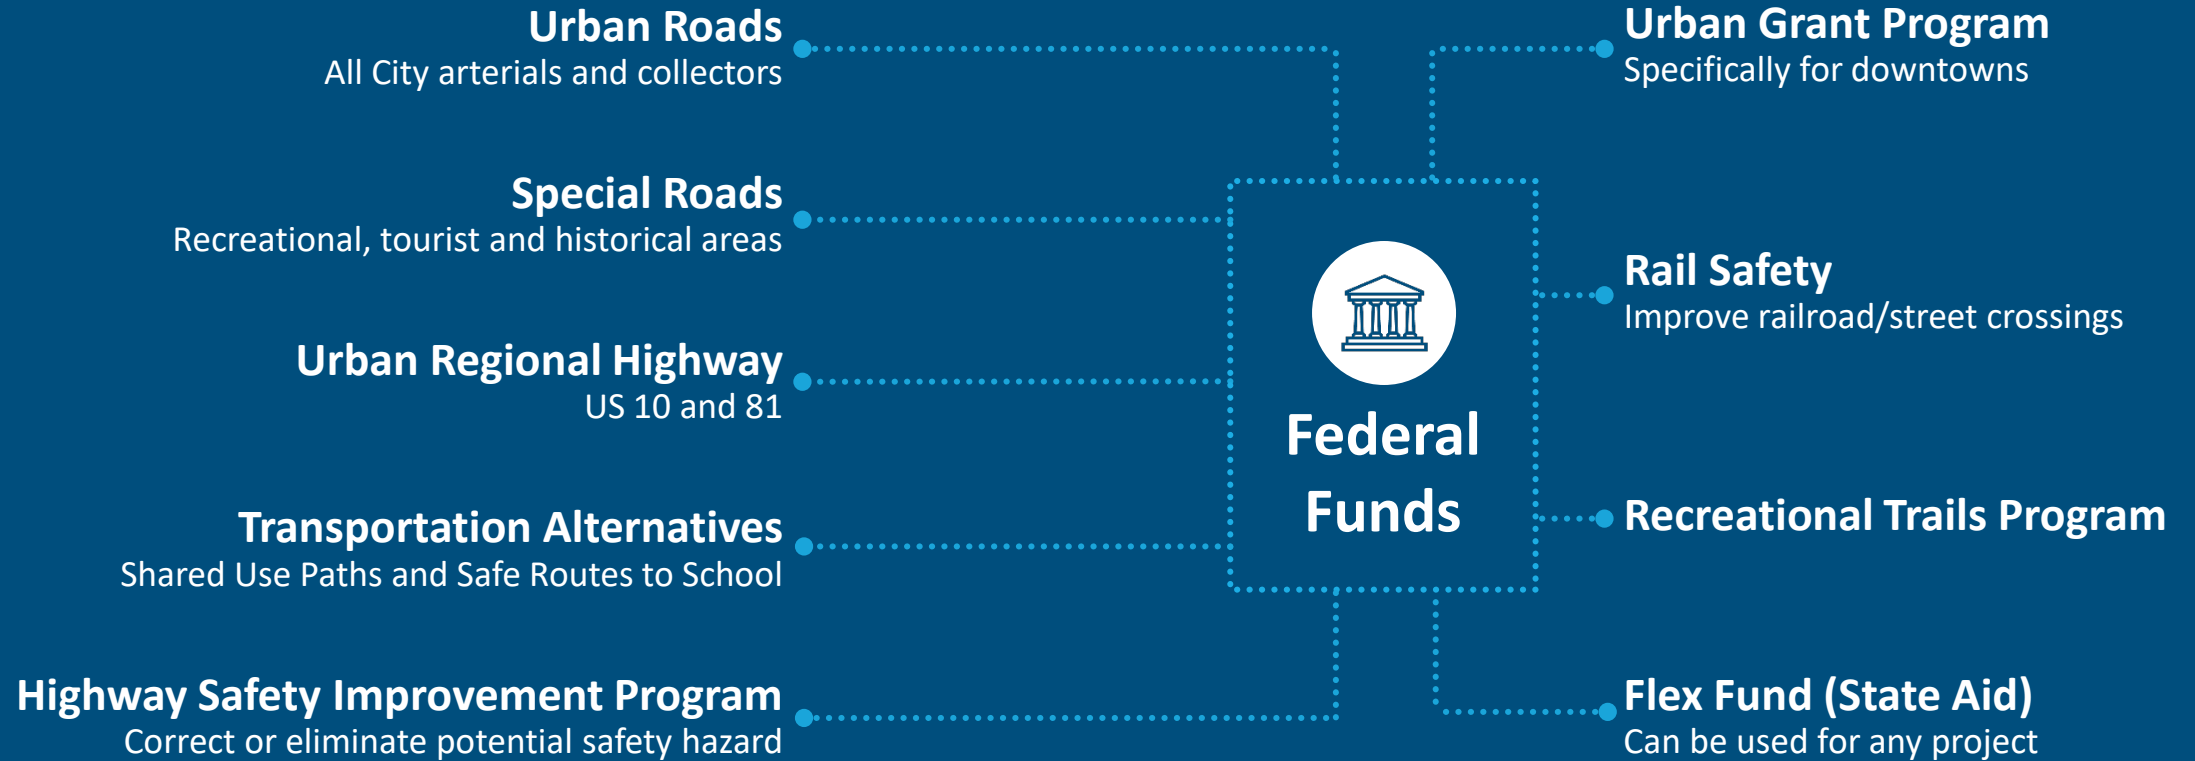 Urban Roads
All City arterials and collectors
Special Roads
Recreational, tourist and historical areas
Urban Regional Highway
US 10 and 81
Transportation Alternatives
Shared Use Paths and Safe Routes to School
Highway Safety Improvement Program
Correct or eliminate potential safety hazard
Federal
Funds
Urban Grant Program
Specifically for downtowns
Rail Safety
Improve railroad/street crossings
Recreational Trails Program
Flex Fund (State Aid)
Can be used for any project